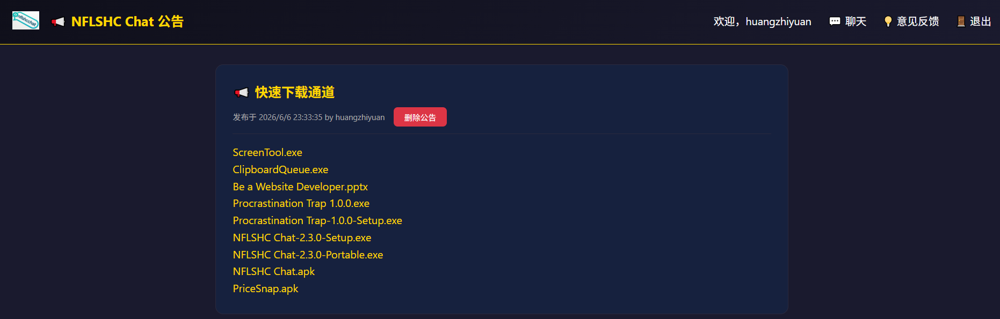 nflshcchat
NFLSHC Chat 公告
欢迎，huangzhiyuan 聊天 意见反馈 退出
快速下载通道
发布于 2026/6/6 23:33:35 by huangzhiyuan 删除公告
ScreenTool.exe
ClipboardQueue.exe
Be a Website Developer.pptx
Procrastination Trap 1.0.0.exe
Procrastination Trap-1.0.0-Setup.exe
NFLSHC Chat-2.3.0-Setup.exe
NFLSHC Chat-2.3.0-Portable.exe
NFLSHC Chat.apk
PriceSnap.apk